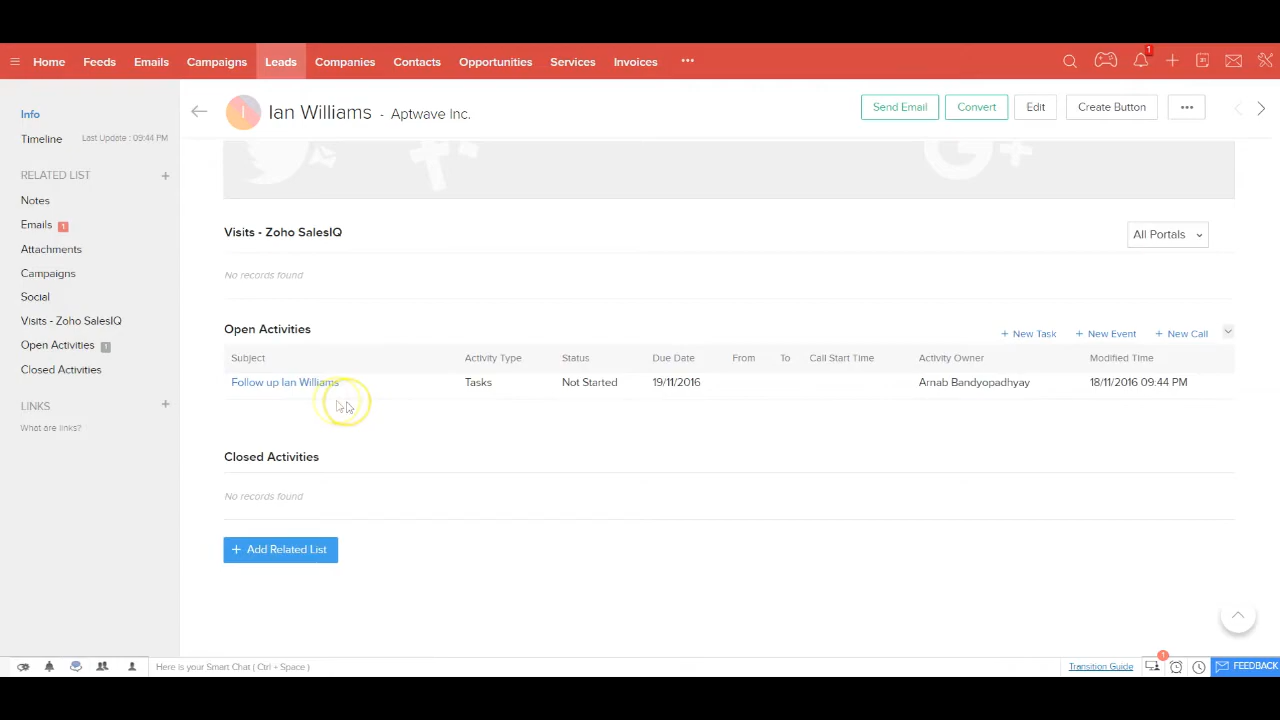 Home Feeds Emails Campaigns Leads Companies Contacts Opportunities Services Invoices ••• 1
Info
Timeline Last Update : 09:44 PM
RELATED LIST +
Notes
Emails 1
Attachments
Campaigns
Social
Visits - Zoho SalesIQ
Open Activities 1
Closed Activities
LINKS +
What are links?
I Ian Williams - Aptwave Inc. Send Email Convert Edit Create Button •••
Visits - Zoho SalesIQ All Portals
No records found
Open Activities + New Task + New Event + New Call
Subject Activity Type Status Due Date From To Call Start Time Activity Owner Modified Time
Follow up Ian Williams Tasks Not Started 19/11/2016 Arnab Bandyopadhyay 18/11/2016 09:44 PM
Closed Activities
No records found
+ Add Related List
Here is your Smart Chat ( Ctrl + Space ) Transition Guide 1 FEEDBACK